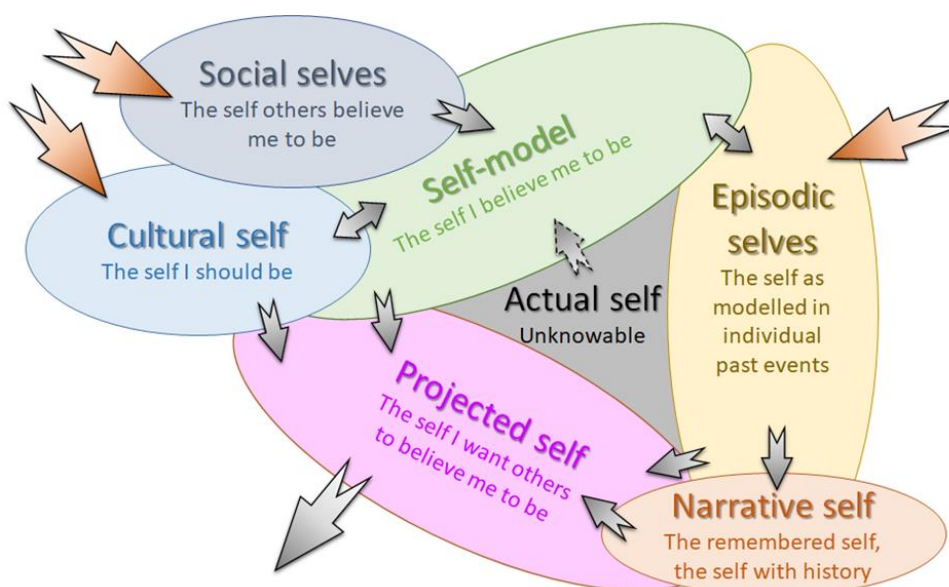 Social selves
The self others believe
me to be
Self-model
The self I believe me to be
Cultural self
The self I should be
Episodic
selves
The self as
modelled in
individual
past events
Actual self
Unknowable
Projected self
The self I want others
to believe me to be
Narrative self
The remembered self,
the self with history